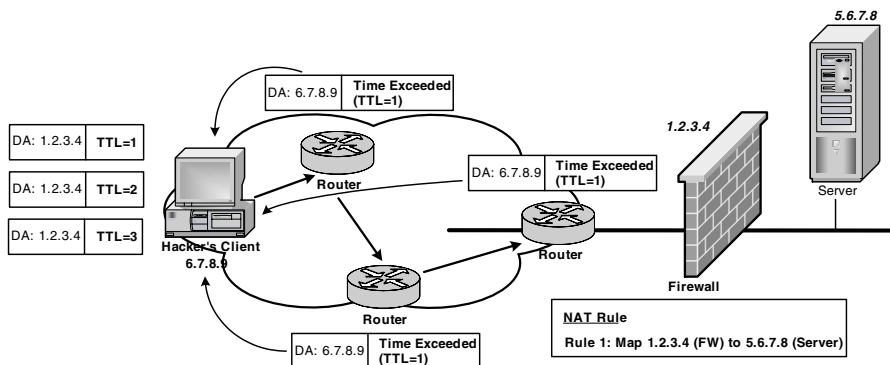 5.6.7.8
DA: 6.7.8.9 Time Exceeded
(TTL=1)
1.2.3.4
DA: 1.2.3.4 TTL=1
DA: 1.2.3.4 TTL=2
DA: 1.2.3.4 TTL=3
Router
DA: 6.7.8.9 Time Exceeded
(TTL=1)
Server
Hacker's Client
6.7.8.9
Router
Router
Firewall
DA: 6.7.8.9 Time Exceeded
(TTL=1)
NAT Rule
Rule 1: Map 1.2.3.4 (FW) to 5.6.7.8 (Server)